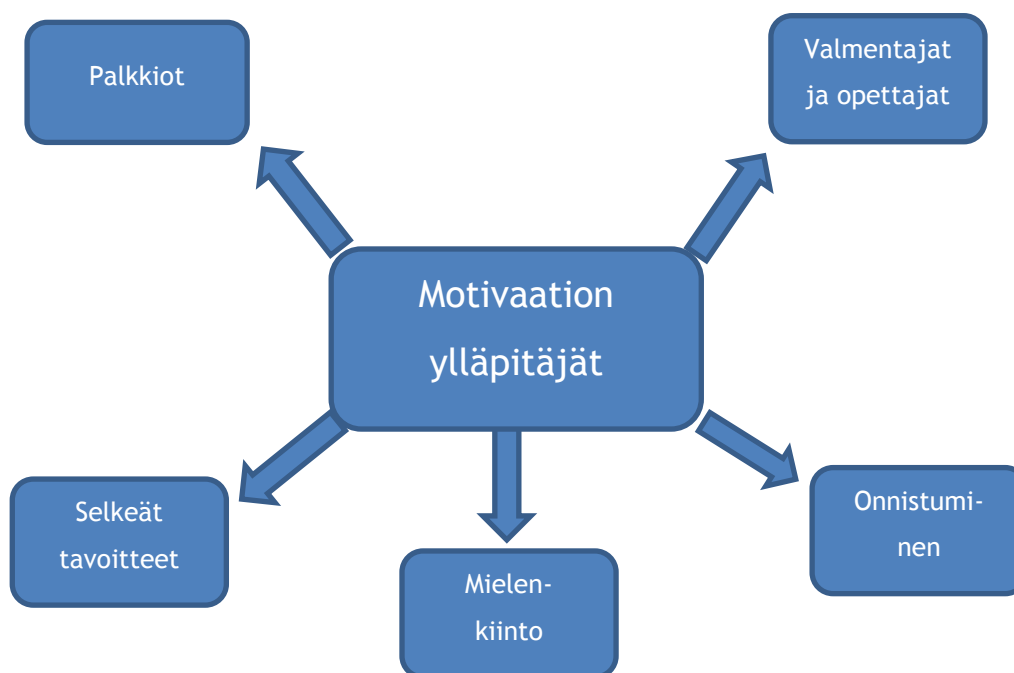 Palkkiot
Valmentajat
ja opettajat
Motivaation
ylläpitäjät
Selkeät
tavoitteet
Mielen-
kiinto
Onnistumi-
nen